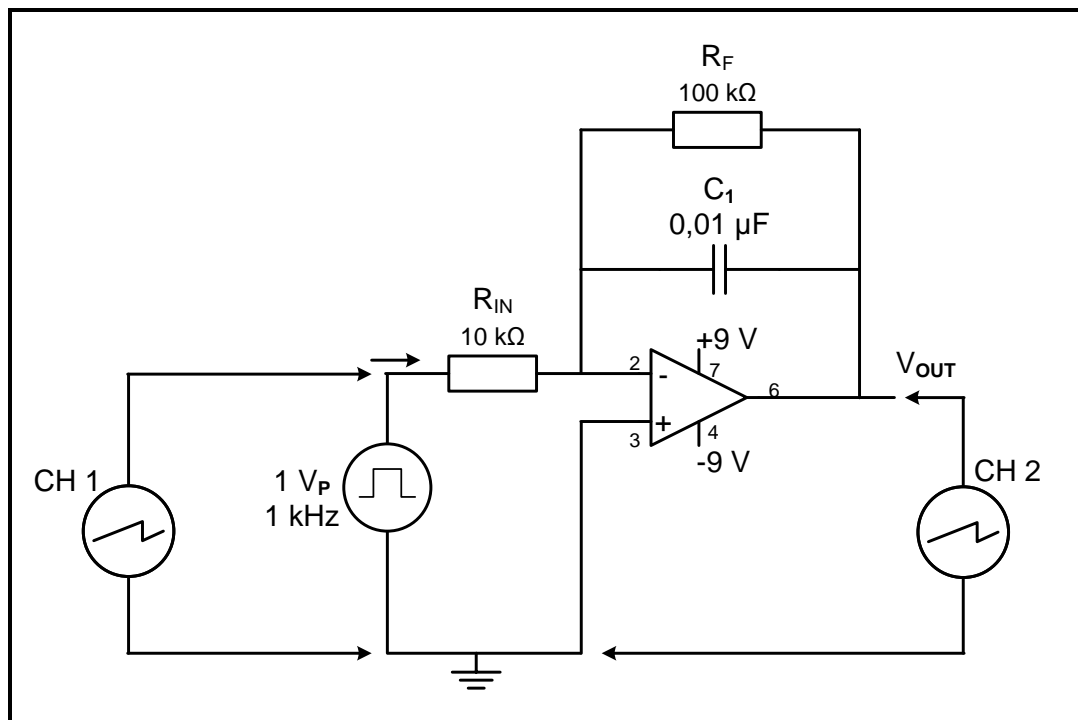 R_F
100 kΩ
C_1
0,01 µF
R_IN
10 kΩ
+9 V
2
-
7
6
V_OUT
3
+
4
-9 V
CH 1
1 V_P
1 kHz
CH 2